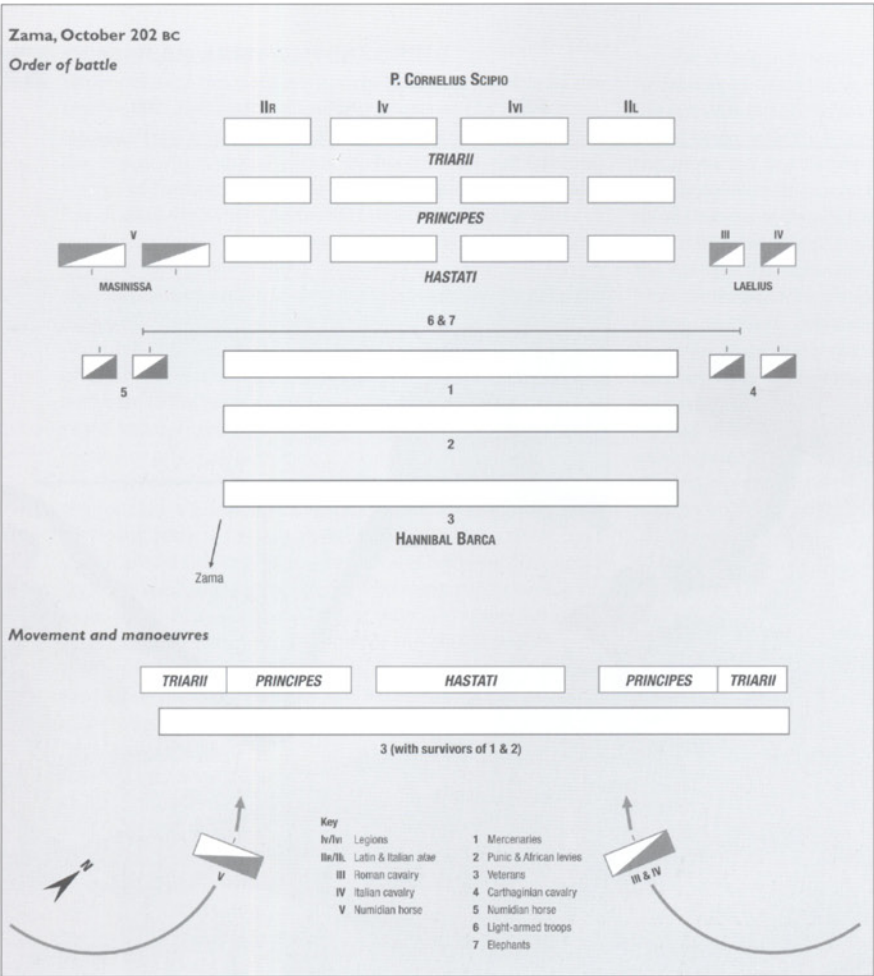 Zama, October 202 BC
Order of battle
P. CORNELIUS SCIPIO
IIR IV IVI IIL
TRIARII
PRINCIPES
V III IV
HASTATI
MASINISSA LAELIUS
6 & 7
5 1 4
2
3
HANNIBAL BARCA
Zama
Movement and manoeuvres
TRIARII PRINCIPES HASTATI PRINCIPES TRIARII
3 (with survivors of 1 & 2)
N
V
III & IV
Key
IV/IVI Legions
IIR/IIL Latin & Italian alae
III Roman cavalry
IV Italian cavalry
V Numidian horse
1 Mercenaries
2 Punic & African levies
3 Veterans
4 Carthaginian cavalry
5 Numidian horse
6 Light-armed troops
7 Elephants